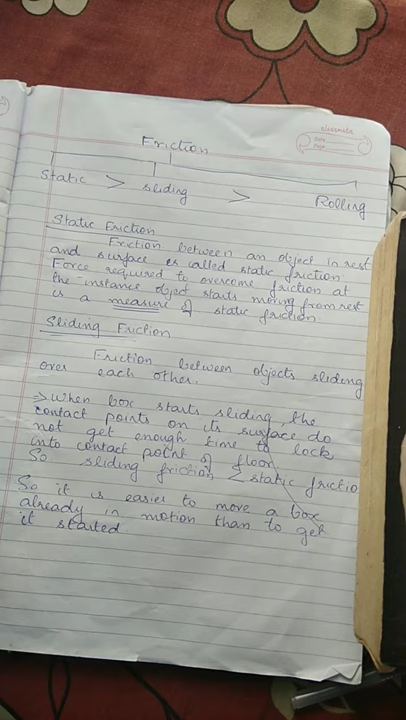 classmate
Date
Page
Friction
Static > sliding > Rolling
Static Friction
Friction between an object in rest
and surface is called static friction
Force required to overcome friction at
the instance object starts moving from rest
is a measure of static friction.
Sliding Friction
Friction between objects sliding
over each other.
⇒ When box starts sliding, the
contact points on its surface do
not get enough time to lock
into contact point of floor
So sliding friction < static frictio
So it is easier to move a box
already in motion than to get
it started